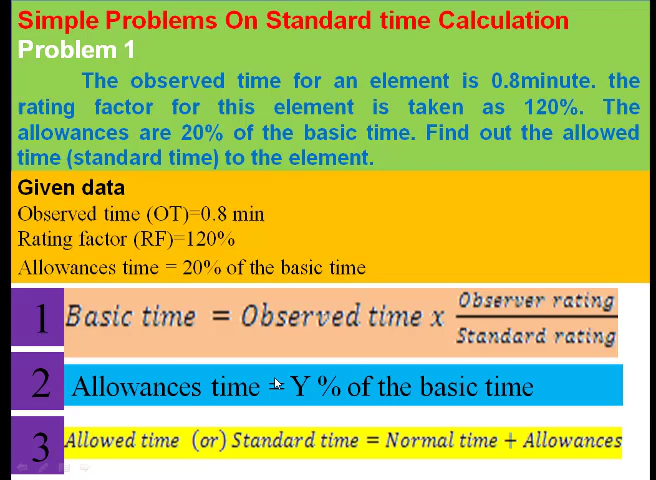 Simple Problems On Standard time Calculation
Problem 1
The observed time for an element is 0.8minute. the
rating factor for this element is taken as 120%. The
allowances are 20% of the basic time. Find out the allowed
time (standard time) to the element.
Given data
Observed time (OT)=0.8 min
Rating factor (RF)=120%
Allowances time = 20% of the basic time
1 Basic time = Observed time x Observer rating / Standard rating
2 Allowances time = Y % of the basic time
3 Allowed time (or) Standard time = Normal time + Allowances